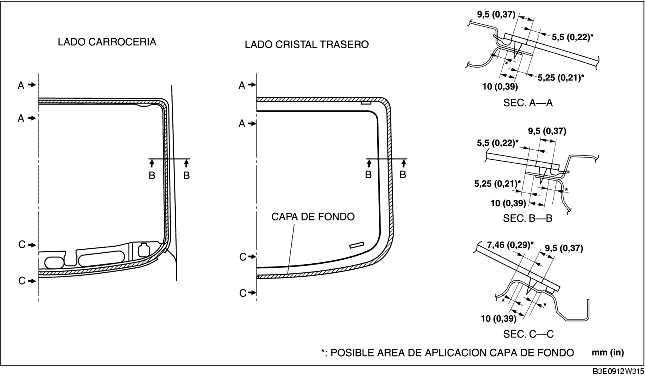 LADO CARROCERIA
LADO CRISTAL TRASERO
A
A
B B
C
C
A
A
B B
C
C
CAPA DE FONDO
9,5 (0,37)
5,5 (0,22)*
*
5,25 (0,21)*
10 (0,39)
SEC. A—A
9,5 (0,37)
5,5 (0,22)*
5,25 (0,21)*
*
10 (0,39)
SEC. B—B
7,46 (0,29)*
9,5 (0,37)
*
*
10 (0,39)
SEC. C—C
*: POSIBLE AREA DE APLICACION CAPA DE FONDO mm (in)
B3E0912W315